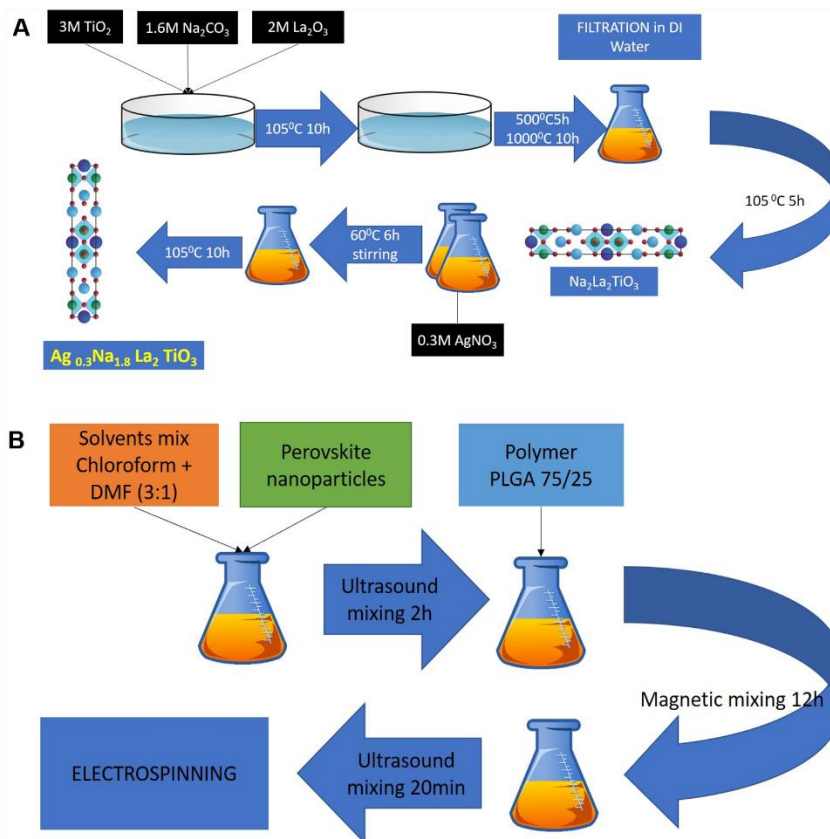 A
3M TiO₂
1.6M Na₂CO₃
2M La₂O₃
FILTRATION in DI
Water
105⁰C 10h
500⁰C5h
1000⁰C 10h
105 ⁰C 5h
Na₂La₂TiO₃
60⁰C 6h
stirring
105⁰C 10h
0.3M AgNO₃
Ag ₀.₃Na₁.₈ La₂ TiO₃
B
Solvents mix
Chloroform +
DMF (3:1)
Perovskite
nanoparticles
Polymer
PLGA 75/25
Ultrasound
mixing 2h
Magnetic mixing 12h
Ultrasound
mixing 20min
ELECTROSPINNING